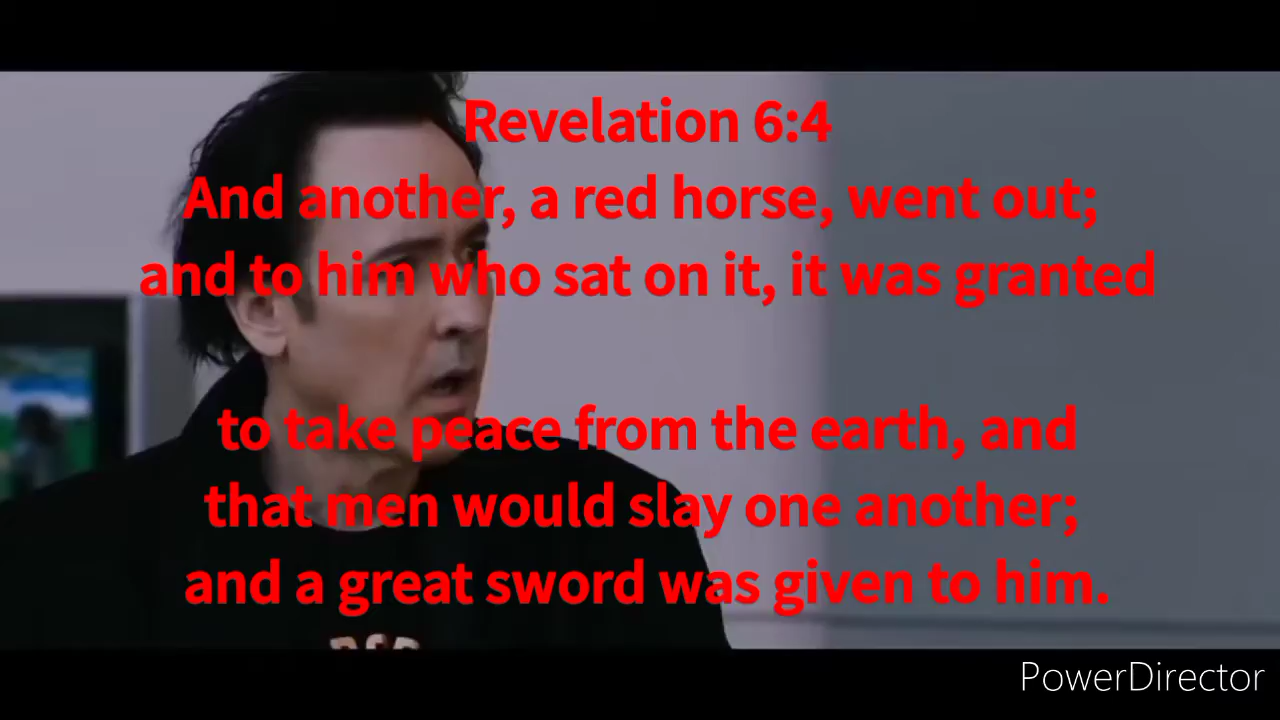 Revelation 6:4
And another, a red horse, went out;
and to him who sat on it, it was granted
to take peace from the earth, and
that men would slay one another;
and a great sword was given to him.
PowerDirector